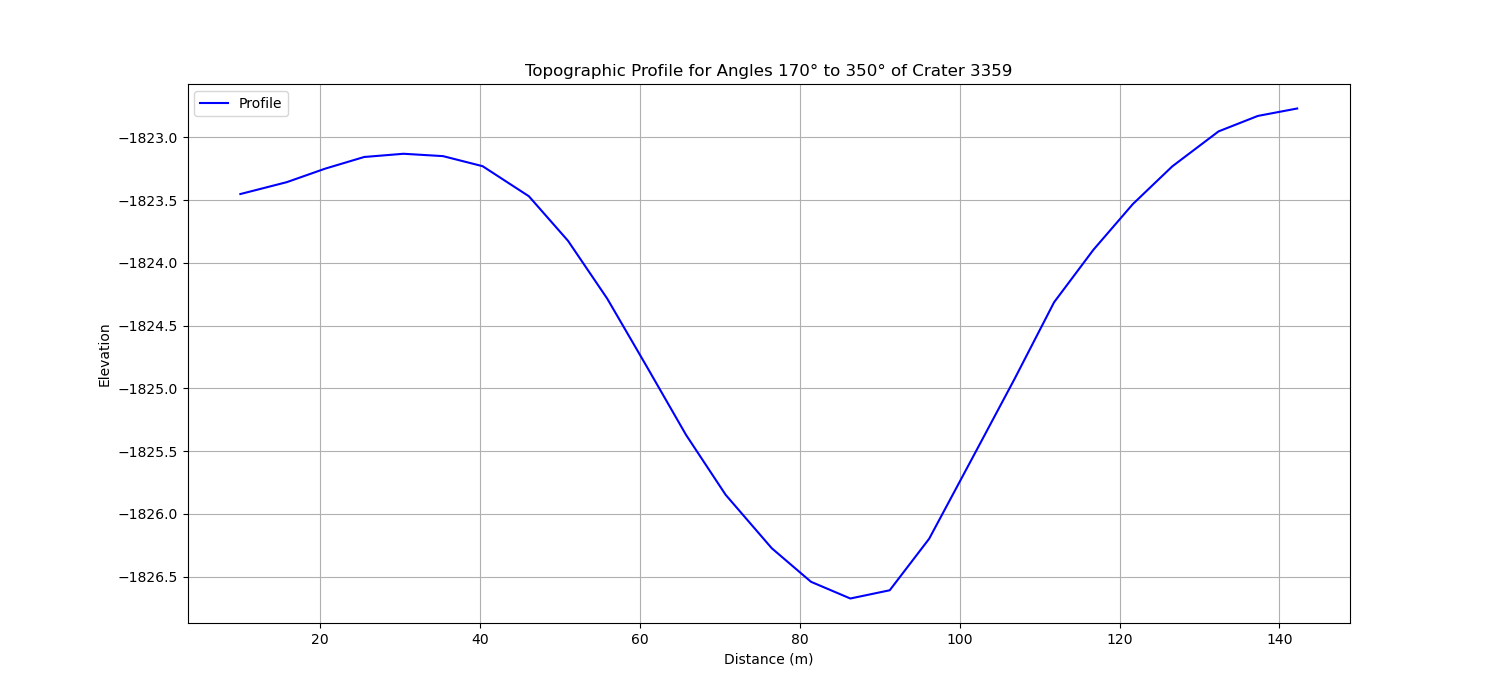 Topographic Profile for Angles 170° to 350° of Crater 3359
Profile
−1823.0
−1823.5
−1824.0
−1824.5
−1825.0
−1825.5
−1826.0
−1826.5
Elevation
20 40 60 80 100 120 140
Distance (m)